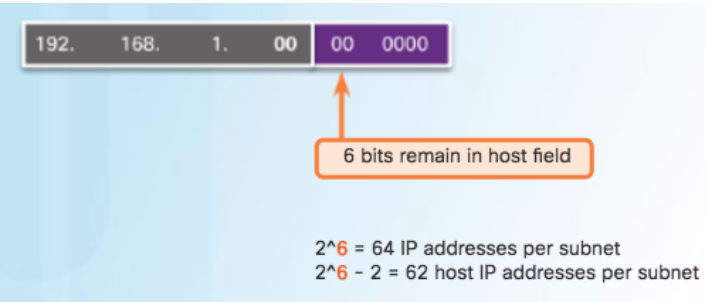 192. 168. 1. 00 00 0000
6 bits remain in host field
2^6 = 64 IP addresses per subnet
2^6 - 2 = 62 host IP addresses per subnet